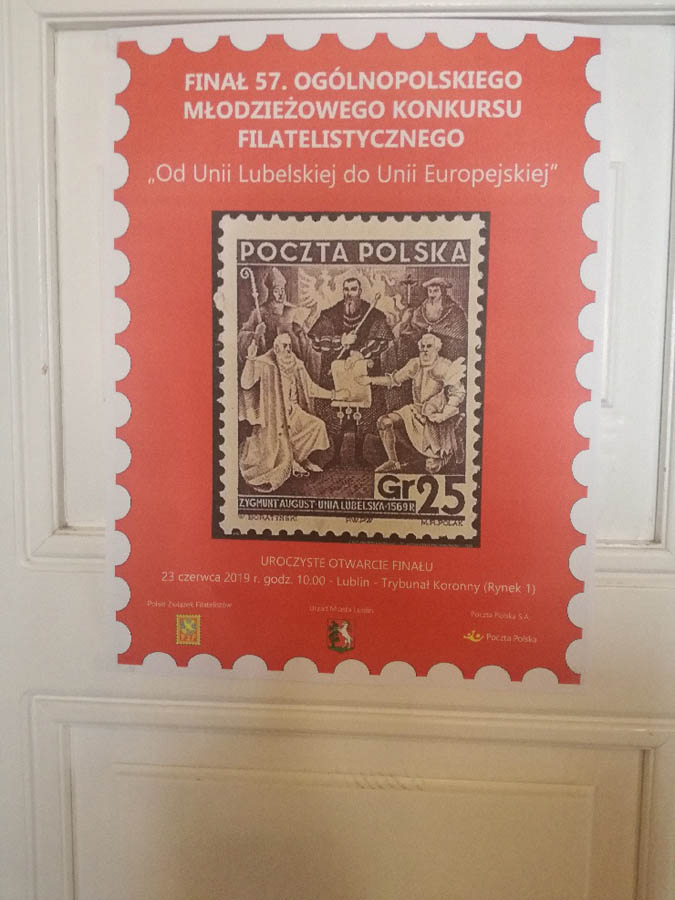 FINAŁ 57. OGÓLNOPOLSKIEGO
MŁODZIEŻOWEGO KONKURSU
FILATELISTYCZNEGO
„Od Unii Lubelskiej do Unii Europejskiej”
POCZTA POLSKA
Gr 25
ZYGMUNT AUGUST·UNIA LUBELSKA·1569 R
W. BORATYŃSKI P.W.P.W M.R.POLAK
UROCZYSTE OTWARCIE FINAŁU
23 czerwca 2019 r. godz. 10.00 - Lublin - Trybunał Koronny (Rynek 1)
Polski Związek Filatelistów
Urząd Miasta Lublin
Poczta Polska S.A.
Poczta Polska